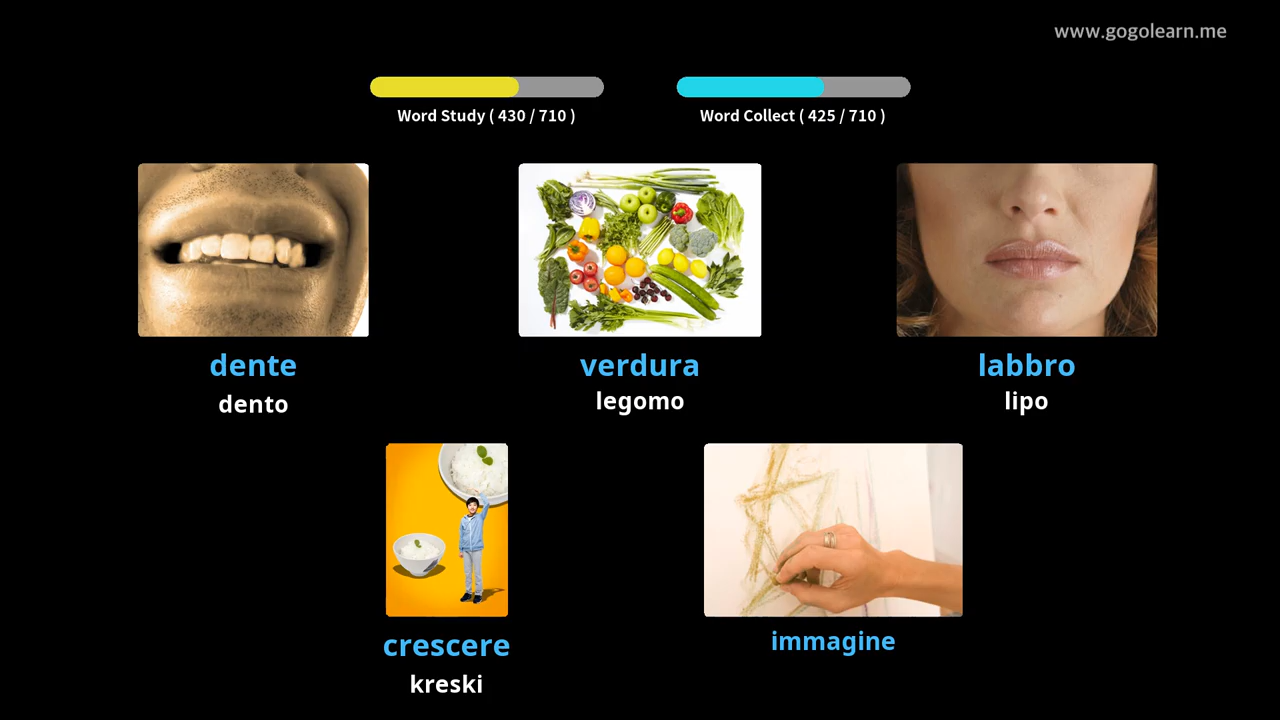 www.gogolearn.me
Word Study ( 430 / 710 )
Word Collect ( 425 / 710 )
dente
dento
verdura
legomo
labbro
lipo
crescere
kreski
immagine